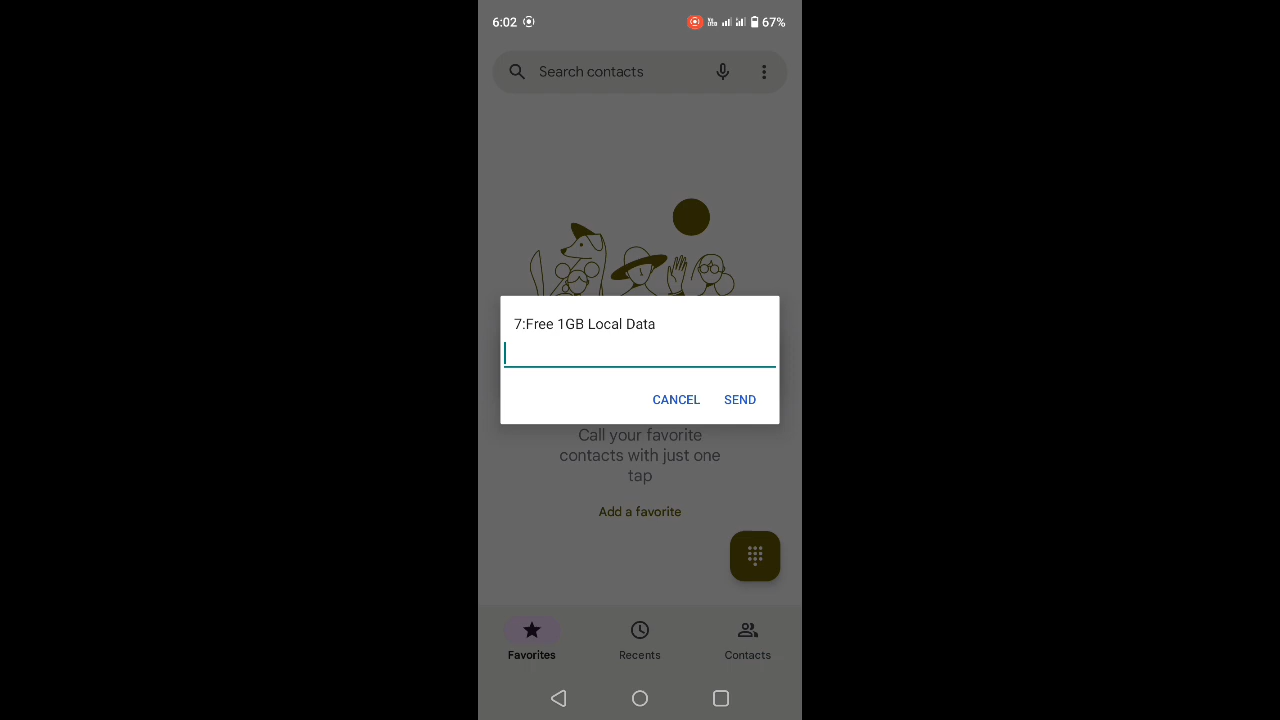 6:02
67%
Search contacts
7:Free 1GB Local Data
CANCEL SEND
Call your favorite
contacts with just one
tap
Add a favorite
Favorites Recents Contacts